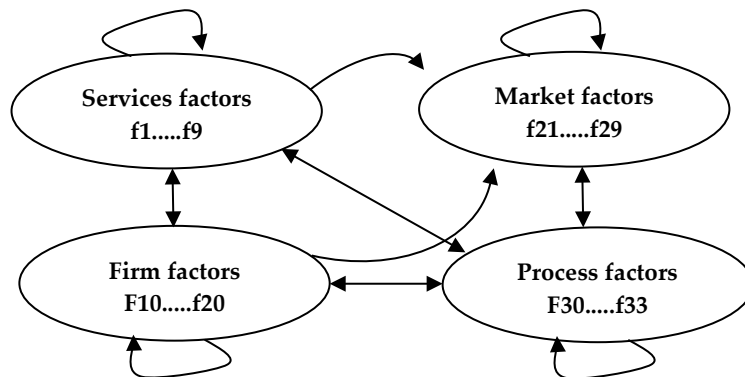 Services factors
f1.....f9
Market factors
f21.....f29
Firm factors
F10.....f20
Process factors
F30.....f33